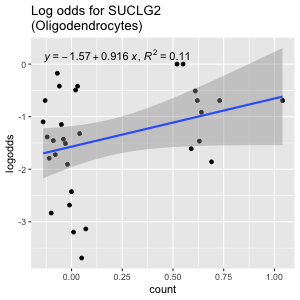 Log odds for SUCLG2
(Oligodendrocytes)
y = −1.57 + 0.916 x, R² = 0.11
0
-1
-2
-3
logodds
0.00 0.25 0.50 0.75 1.00
count